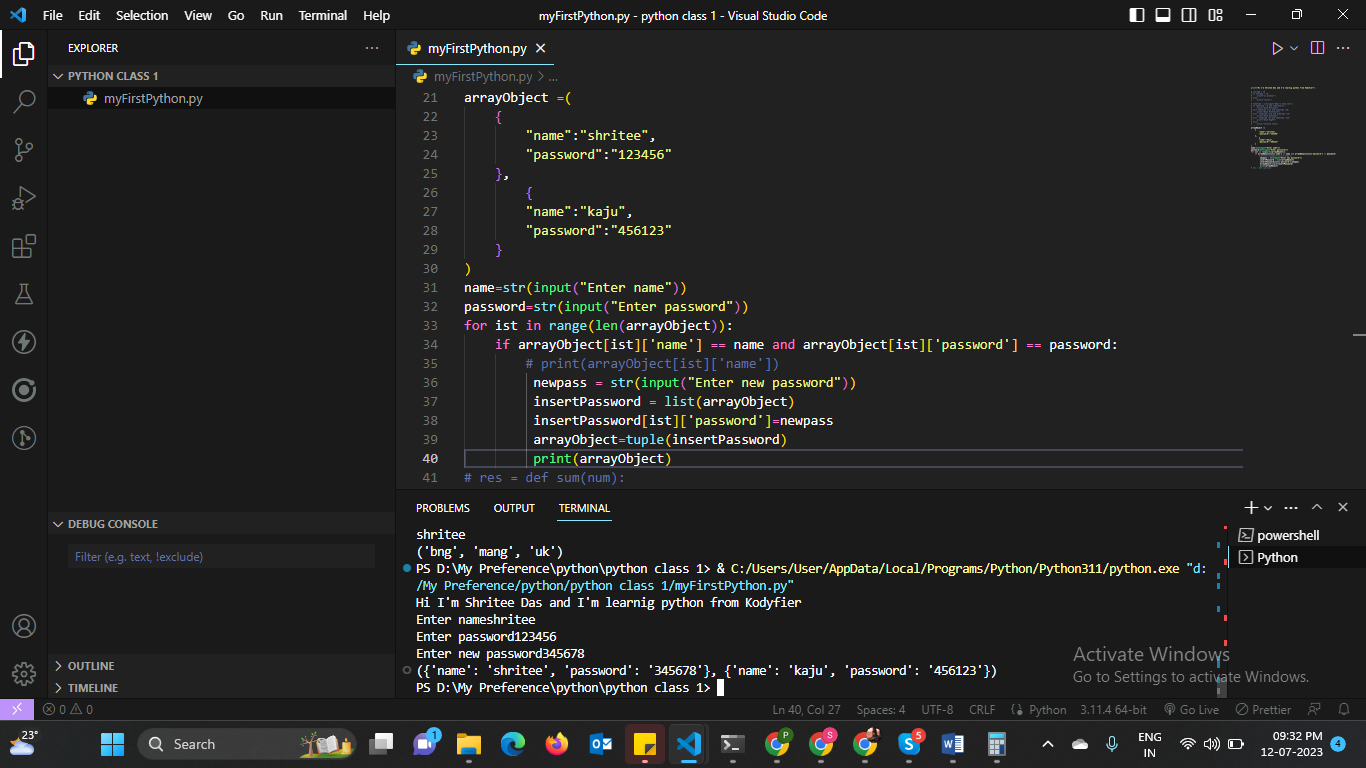 File Edit Selection View Go Run Terminal Help
myFirstPython.py - python class 1 - Visual Studio Code
EXPLORER
PYTHON CLASS 1
myFirstPython.py
DEBUG CONSOLE
Filter (e.g. text, !exclude)
OUTLINE
TIMELINE
myFirstPython.py
myFirstPython.py > ...
21 arrayObject =(
22 {
23 "name":"shritee",
24 "password":"123456"
25 },
26 {
27 "name":"kaju",
28 "password":"456123"
29 }
30 )
31 name=str(input("Enter name"))
32 password=str(input("Enter password"))
33 for ist in range(len(arrayObject)):
34 if arrayObject[ist]['name'] == name and arrayObject[ist]['password'] == password:
35 # print(arrayObject[ist]['name'])
36 newpass = str(input("Enter new password"))
37 insertPassword = list(arrayObject)
38 insertPassword[ist]['password']=newpass
39 arrayObject=tuple(insertPassword)
40 print(arrayObject)
41 # res = def sum(num):
PROBLEMS OUTPUT TERMINAL
shritee
('bng', 'mang', 'uk')
PS D:\My Preference\python\python class 1> & C:/Users/User/AppData/Local/Programs/Python/Python311/python.exe "d:
/My Preference/python/python class 1/myFirstPython.py"
Hi I'm Shritee Das and I'm learnig python from Kodyfier
Enter nameshritee
Enter password123456
Enter new password345678
({'name': 'shritee', 'password': '345678'}, {'name': 'kaju', 'password': '456123'})
PS D:\My Preference\python\python class 1>
powershell
Python
Activate Windows
Go to Settings to activate Windows.
0 0
Ln 40, Col 27 Spaces: 4 UTF-8 CRLF Python 3.11.4 64-bit Go Live Prettier
23°
Search
1
P
S
5
ENG
IN
09:32 PM
12-07-2023
4